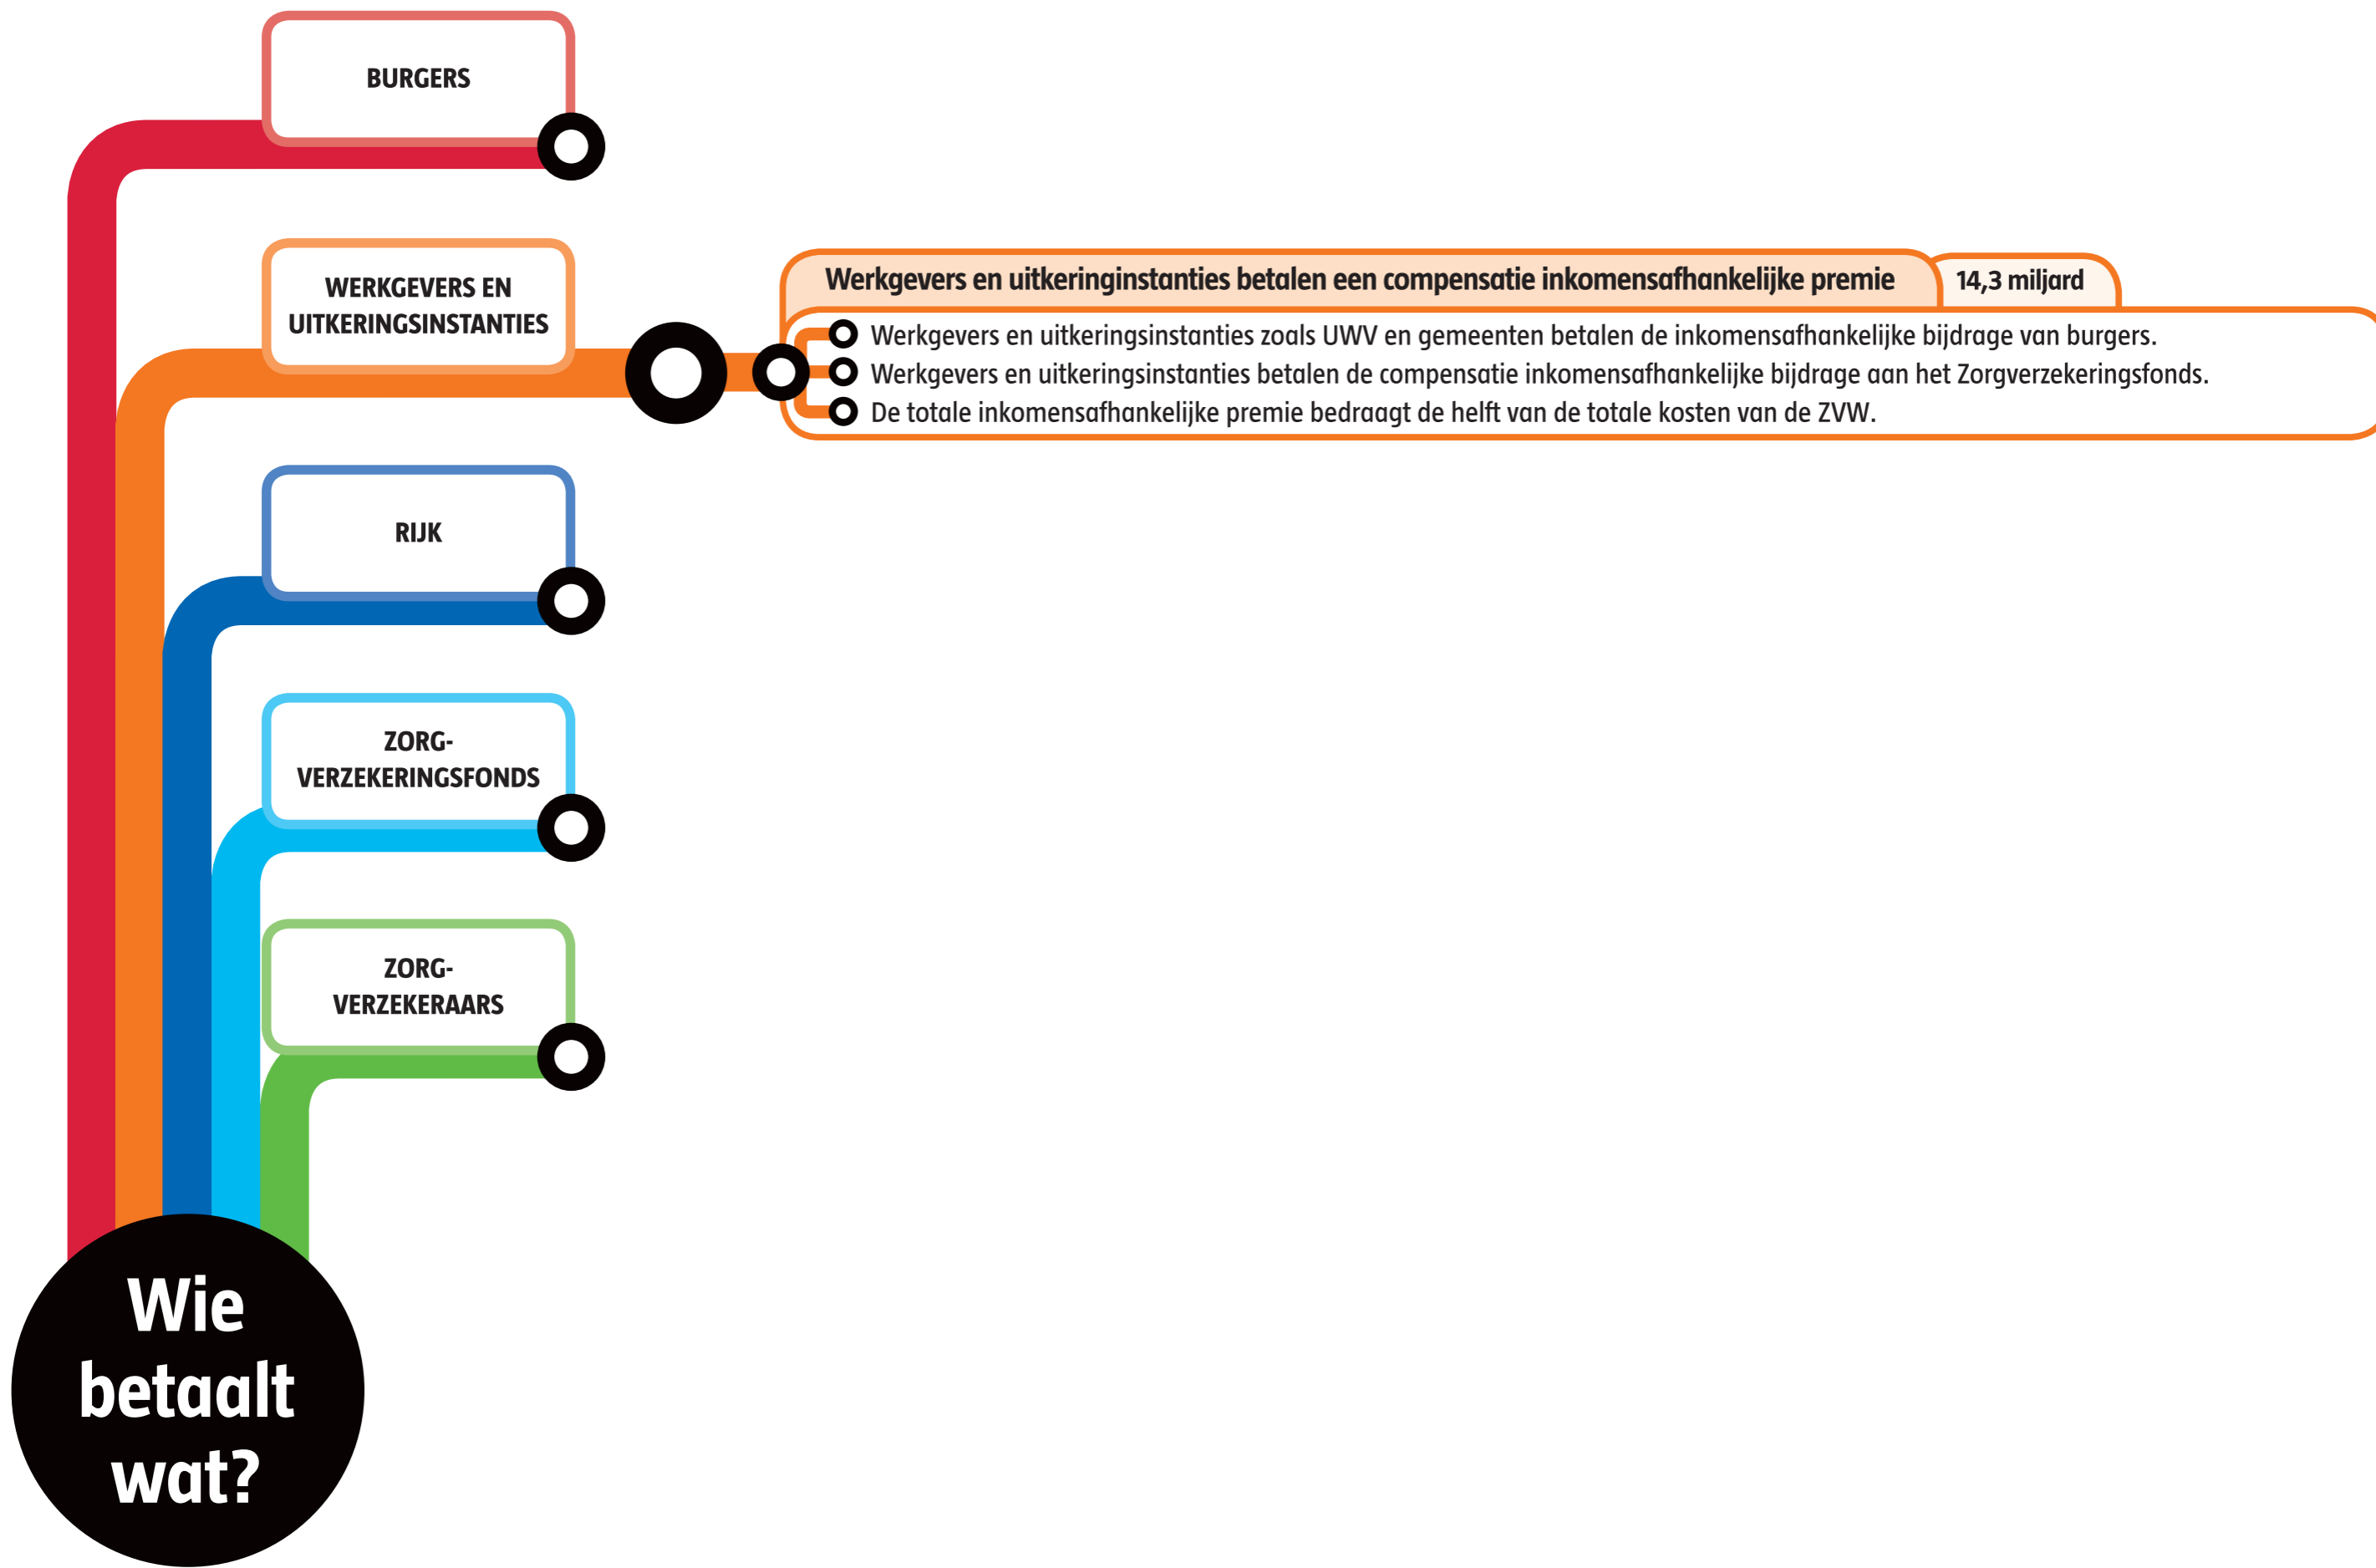 BURGERS
WERKGEVERS EN
UITKERINGSINSTANTIES
Werkgevers en uitkeringinstanties betalen een compensatie inkomensafhankelijke premie
14,3 miljard
Werkgevers en uitkeringsinstanties zoals UWV en gemeenten betalen de inkomensafhankelijke bijdrage van burgers.
Werkgevers en uitkeringsinstanties betalen de compensatie inkomensafhankelijke bijdrage aan het Zorgverzekeringsfonds.
De totale inkomensafhankelijke premie bedraagt de helft van de totale kosten van de ZVW.
RIJK
ZORG-
VERZEKERINGSFONDS
ZORG-
VERZEKERAARS
Wie
betaalt
wat?